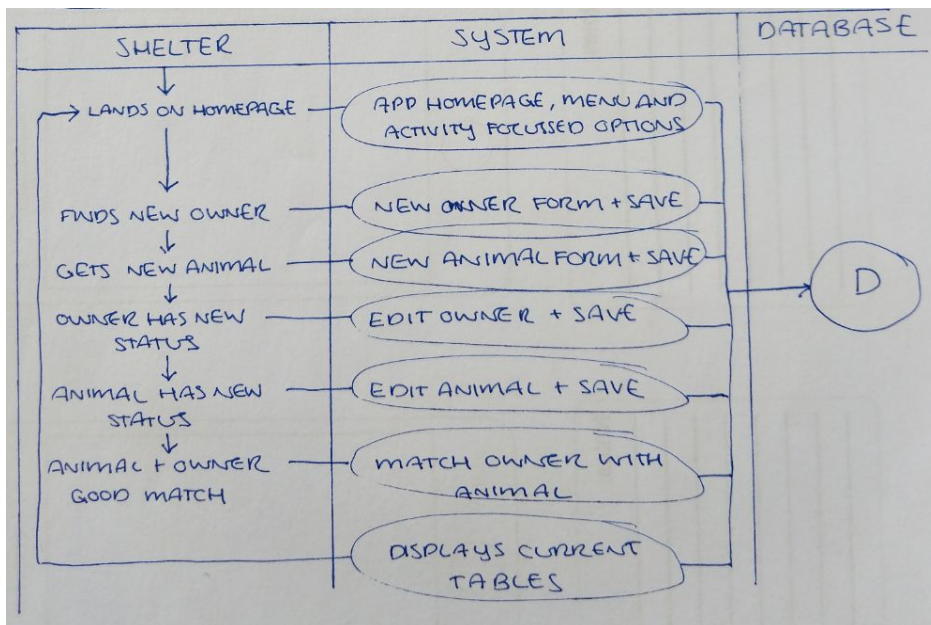 SHELTER
SYSTEM
DATABASE
LANDS ON HOMEPAGE
APP HOMEPAGE, MENU AND
ACTIVITY FOCUSSED OPTIONS
FINDS NEW OWNER
NEW OWNER FORM + SAVE
GETS NEW ANIMAL
NEW ANIMAL FORM + SAVE
D
OWNER HAS NEW
STATUS
EDIT OWNER + SAVE
ANIMAL HAS NEW
STATUS
EDIT ANIMAL + SAVE
ANIMAL + OWNER
GOOD MATCH
MATCH OWNER WITH
ANIMAL
DISPLAYS CURRENT
TABLES